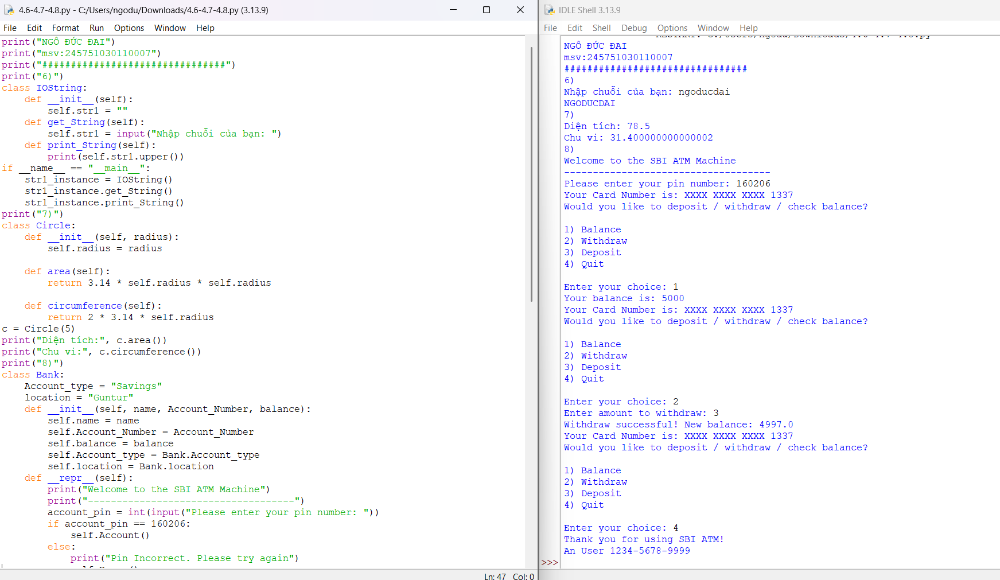 4.6-4.7-4.8.py - C:/Users/ngodu/Downloads/4.6-4.7-4.8.py (3.13.9)
File Edit Format Run Options Window Help
print("NGÔ ĐỨC ĐẠI")
print("msv:245751030110007")
print("################################")
print("6)")
class IOString:
    def __init__(self):
        self.str1 = ""
    def get_String(self):
        self.str1 = input("Nhập chuỗi của bạn: ")
    def print_String(self):
        print(self.str1.upper())
if __name__ == "__main__":
    str1_instance = IOString()
    str1_instance.get_String()
    str1_instance.print_String()
print("7)")
class Circle:
    def __init__(self, radius):
        self.radius = radius
    def area(self):
        return 3.14 * self.radius * self.radius
    def circumference(self):
        return 2 * 3.14 * self.radius
c = Circle(5)
print("Diện tích:", c.area())
print("Chu vi:", c.circumference())
print("8)")
class Bank:
    Account_type = "Savings"
    location = "Guntur"
    def __init__(self, name, Account_Number, balance):
        self.name = name
        self.Account_Number = Account_Number
        self.balance = balance
        self.Account_type = Bank.Account_type
        self.location = Bank.location
    def __repr__(self):
        print("Welcome to the SBI ATM Machine")
        print("------------------------------------")
        account_pin = int(input("Please enter your pin number: "))
        if account_pin == 160206:
            self.Account()
        else:
            print("Pin Incorrect. Please try again")
Ln: 47 Col: 0
IDLE Shell 3.13.9
File Edit Shell Debug Options Window Help
NGÔ ĐỨC ĐẠI
msv:245751030110007
################################
6)
Nhập chuỗi của bạn: ngoducdai
NGODUCDAI
7)
Diện tích: 78.5
Chu vi: 31.400000000000002
8)
Welcome to the SBI ATM Machine
------------------------------------
Please enter your pin number: 160206
Your Card Number is: XXXX XXXX XXXX 1337
Would you like to deposit / withdraw / check balance?
1) Balance
2) Withdraw
3) Deposit
4) Quit
Enter your choice: 1
Your balance is: 5000
Your Card Number is: XXXX XXXX XXXX 1337
Would you like to deposit / withdraw / check balance?
1) Balance
2) Withdraw
3) Deposit
4) Quit
Enter your choice: 2
Enter amount to withdraw: 3
Withdraw successful! New balance: 4997.0
Your Card Number is: XXXX XXXX XXXX 1337
Would you like to deposit / withdraw / check balance?
1) Balance
2) Withdraw
3) Deposit
4) Quit
Enter your choice: 4
Thank you for using SBI ATM!
An User 1234-5678-9999
>>>